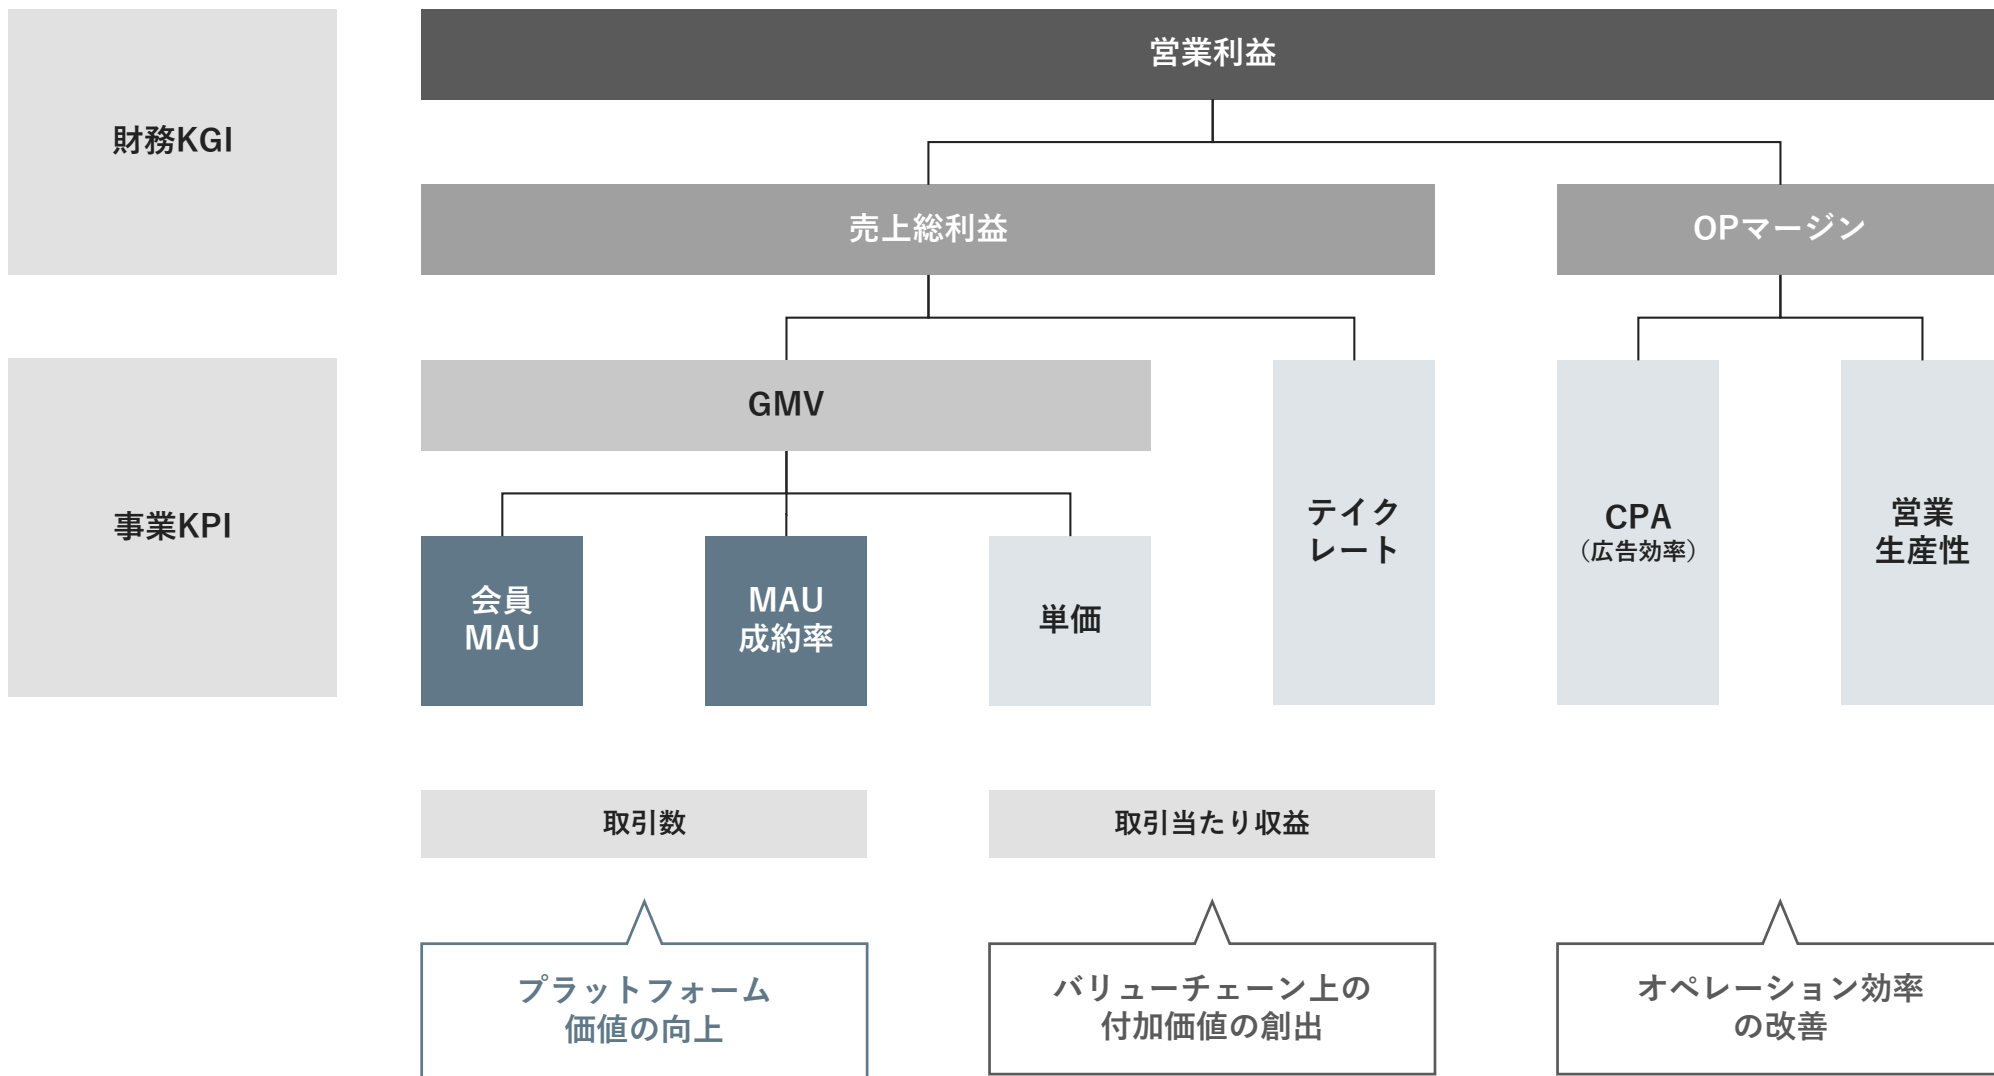 営業利益
財務KGI
売上総利益
OPマージン
GMV
事業KPI
テイク
レート
CPA
（広告効率）
営業
生産性
会員
MAU
MAU
成約率
単価
取引数
取引当たり収益
プラットフォーム
価値の向上
バリューチェーン上の
付加価値の創出
オペレーション効率
の改善